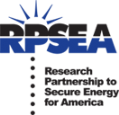 RPSEA
Research
Partnership to
Secure Energy
for America